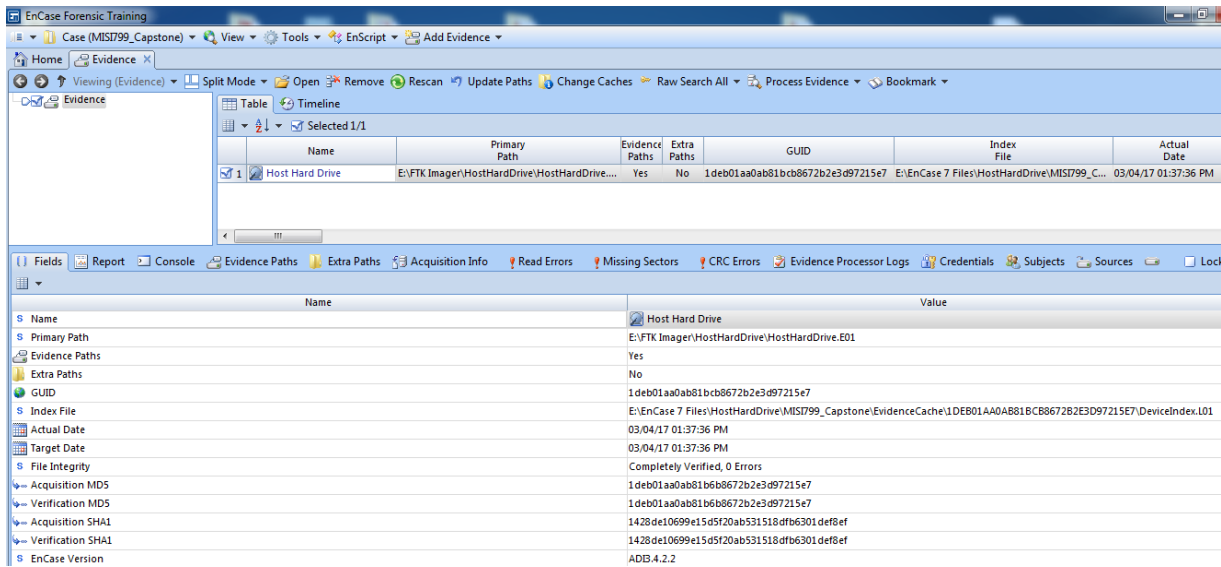 EnCase Forensic Training
Case (MISI799_Capstone) View Tools EnScript Add Evidence
Home Evidence
Viewing (Evidence) Split Mode Open Remove Rescan Update Paths Change Caches Raw Search All Process Evidence Bookmark
Evidence
Table Timeline
Selected 1/1
Name Primary Path Evidence Paths Extra Paths GUID Index File Actual Date
1 Host Hard Drive E:\FTK Imager\HostHardDrive\HostHardDrive.... Yes No 1deb01aa0ab81bcb8672b2e3d97215e7 E:\EnCase 7 Files\HostHardDrive\MISI799_C... 03/04/17 01:37:36 PM
Fields Report Console Evidence Paths Extra Paths Acquisition Info Read Errors Missing Sectors CRC Errors Evidence Processor Logs Credentials Subjects Sources Lock
Name Value
S Name Host Hard Drive
S Primary Path E:\FTK Imager\HostHardDrive\HostHardDrive.E01
Evidence Paths Yes
Extra Paths No
GUID 1deb01aa0ab81bcb8672b2e3d97215e7
S Index File E:\EnCase 7 Files\HostHardDrive\MISI799_Capstone\EvidenceCache\1DEB01AA0AB81BCB8672B2E3D97215E7\DeviceIndex.L01
Actual Date 03/04/17 01:37:36 PM
Target Date 03/04/17 01:37:36 PM
S File Integrity Completely Verified, 0 Errors
Acquisition MD5 1deb01aa0ab81b6b8672b2e3d97215e7
Verification MD5 1deb01aa0ab81b6b8672b2e3d97215e7
Acquisition SHA1 1428de10699e15d5f20ab531518dfb6301def8ef
Verification SHA1 1428de10699e15d5f20ab531518dfb6301def8ef
S EnCase Version ADI3.4.2.2